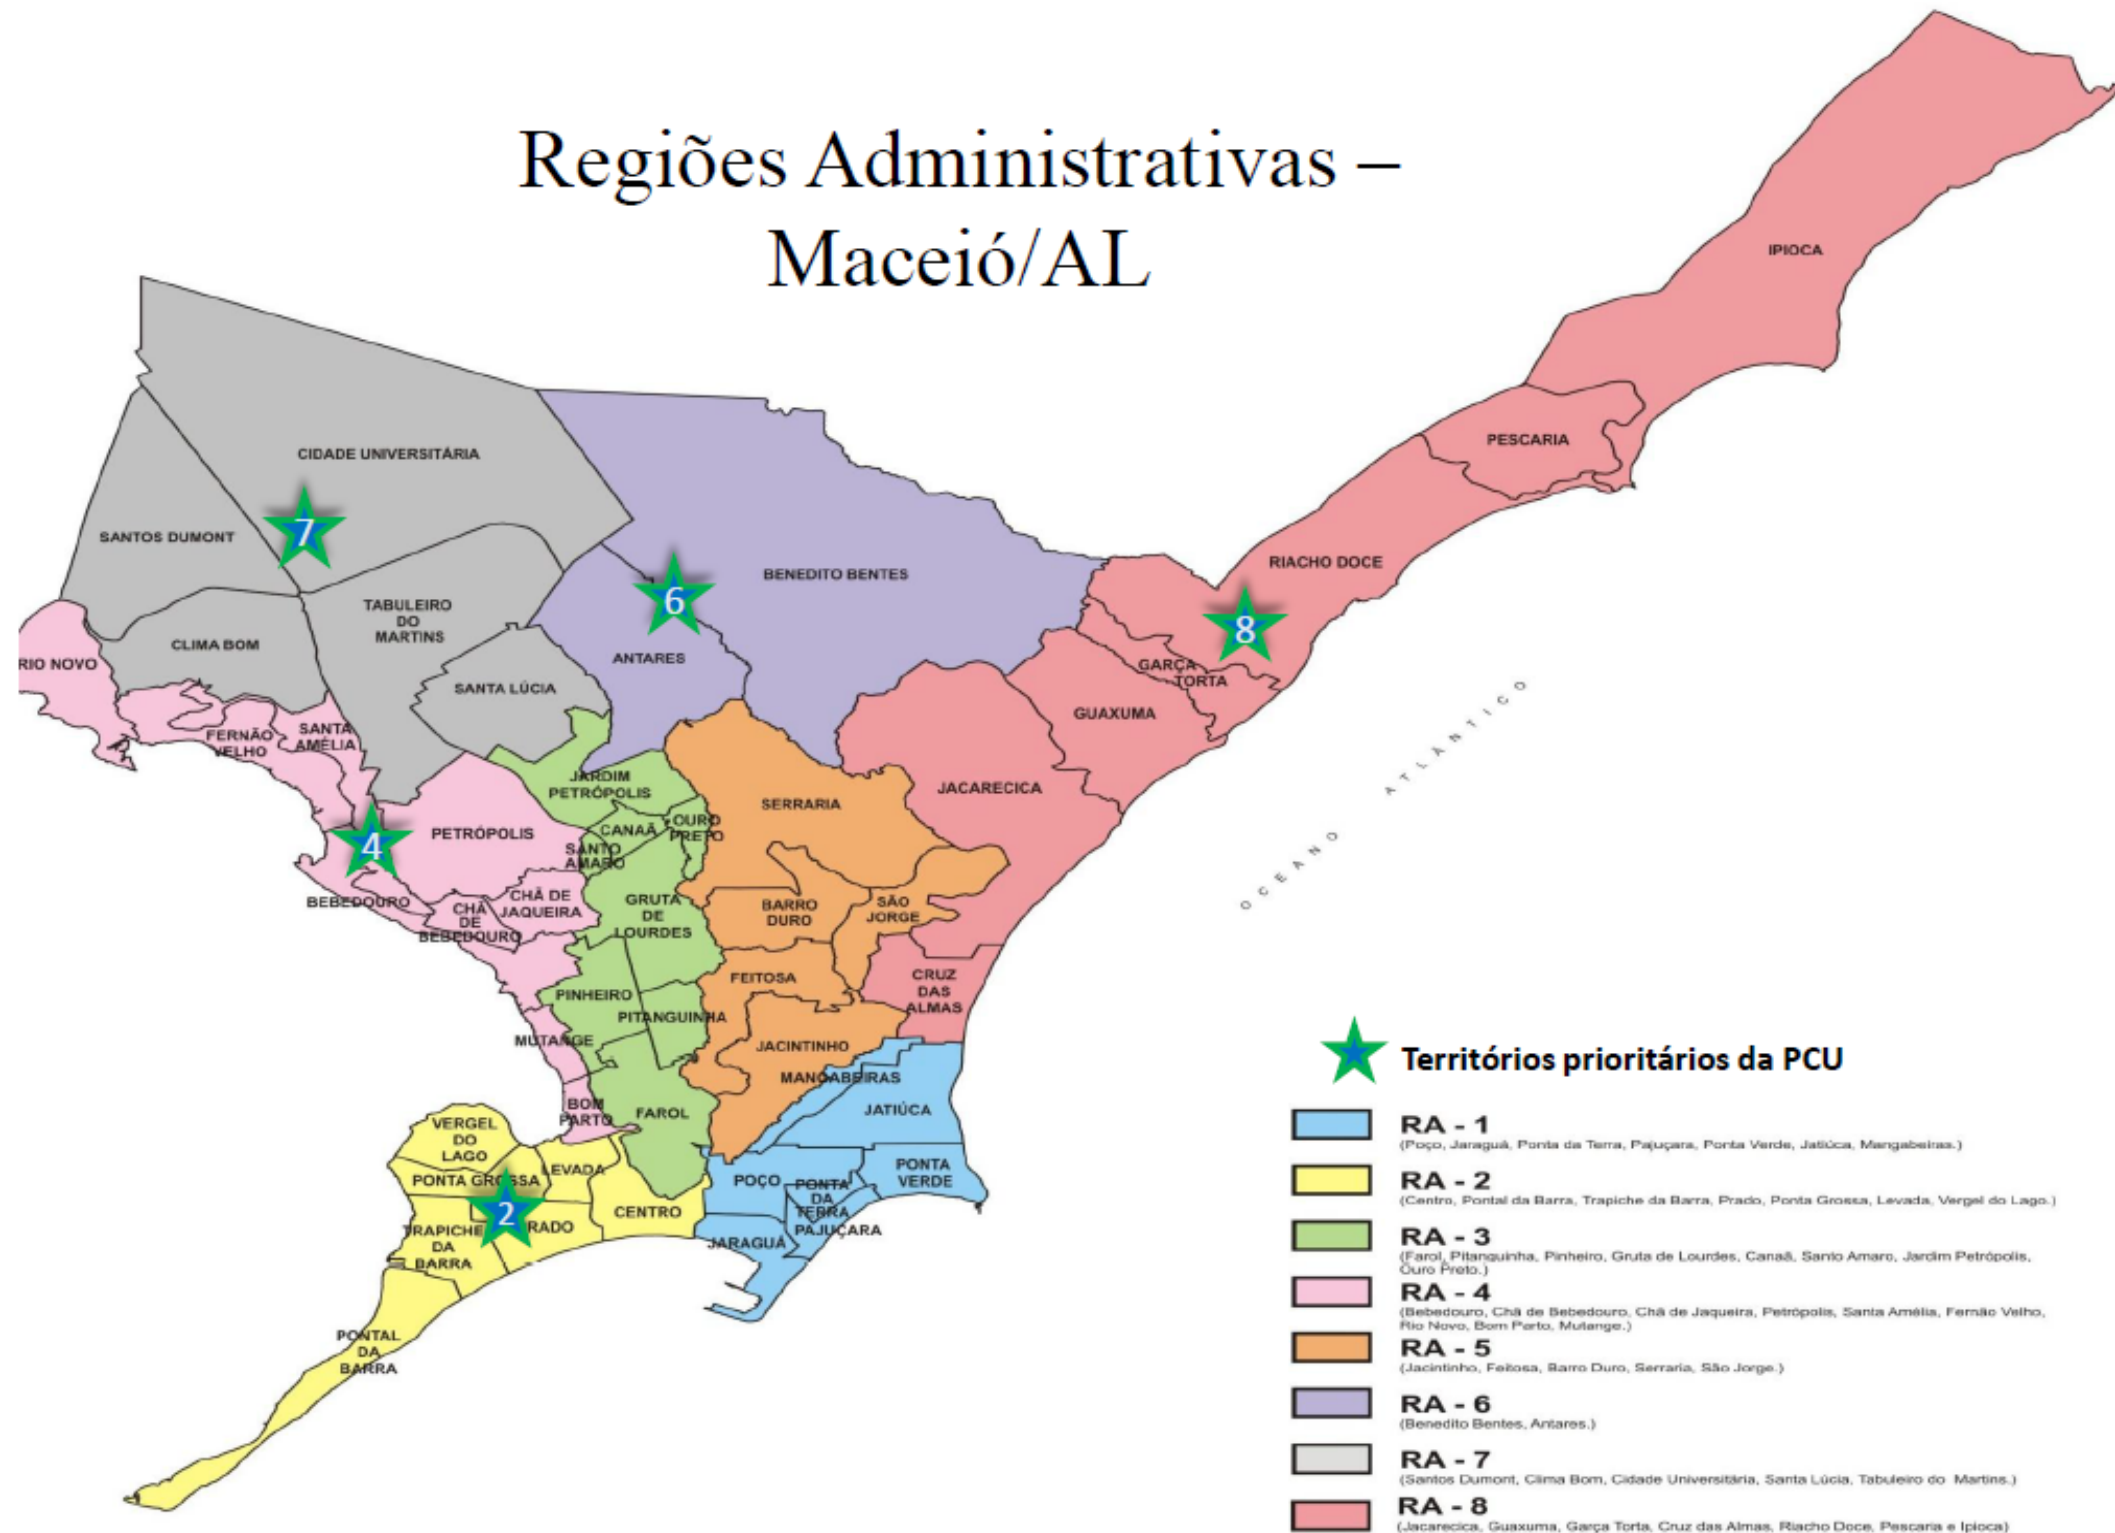 Regiões Administrativas –
Maceió/AL
IPIOCA
PESCARIA
CIDADE UNIVERSITÁRIA
7
SANTOS DUMONT
RIACHO DOCE
BENEDITO BENTES
6
8
TABULEIRO
DO
MARTINS
CLIMA BOM
ANTARES
RIO NOVO
GARÇA
TORTA
SANTA LÚCIA
GUAXUMA
OCEANO ATLÂNTICO
FERNÃO
VELHO
SANTA
AMÉLIA
JARDIM
PETRÓPOLIS
JACARECICA
SERRARIA
PETRÓPOLIS
4
CANAÃ
OURO
PRETO
SANTO
AMARO
BEBEDOURO
CHÃ
DE
BEBEDOURO
CHÃ DE
JAQUEIRA
GRUTA
DE
LOURDES
BARRO
DURO
SÃO
JORGE
FEITOSA
CRUZ
DAS
ALMAS
PINHEIRO
PITANGUINHA
MUTANGE
JACINTINHO
MANGABEIRAS
JATIÚCA
BOM
PARTO
FAROL
VERGEL
DO
LAGO
LEVADA
PONTA GROSSA
2
PRADO
CENTRO
POÇO
PONTA
DA
TERRA
PONTA
VERDE
PAJUÇARA
JARAGUÁ
TRAPICHE
DA
BARRA
PONTAL
DA
BARRA
Territórios prioritários da PCU
RA - 1
(Poço, Jaraguá, Ponta da Terra, Pajuçara, Ponta Verde, Jatiúca, Mangabeiras.)
RA - 2
(Centro, Pontal da Barra, Trapiche da Barra, Prado, Ponta Grossa, Levada, Vergel do Lago.)
RA - 3
(Farol, Pitanguinha, Pinheiro, Gruta de Lourdes, Canaã, Santo Amaro, Jardim Petrópolis,
Ouro Preto.)
RA - 4
(Bebedouro, Chã de Bebedouro, Chã de Jaqueira, Petrópolis, Santa Amélia, Fernão Velho,
Rio Novo, Bom Parto, Mutange.)
RA - 5
(Jacintinho, Feitosa, Barro Duro, Serraria, São Jorge.)
RA - 6
(Benedito Bentes, Antares.)
RA - 7
(Santos Dumont, Clima Bom, Cidade Universitária, Santa Lúcia, Tabuleiro do Martins.)
RA - 8
(Jacarecica, Guaxuma, Garça Torta, Cruz das Almas, Riacho Doce, Pescaria e Ipioca)